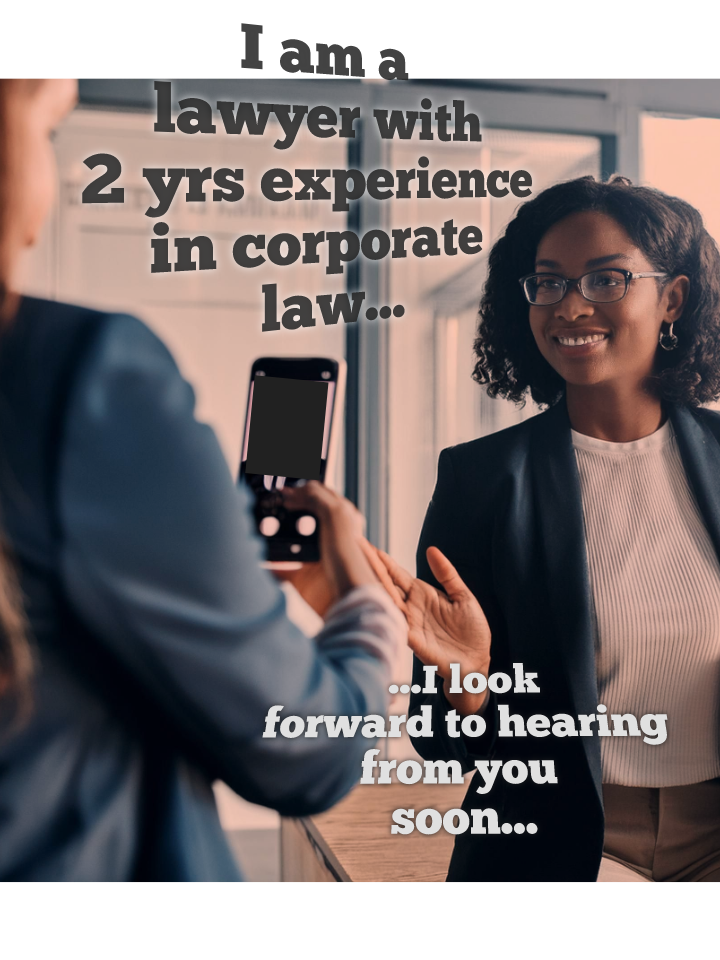 I am a
lawyer with
2 yrs experience
in corporate
law...
...I look
forward to hearing
from you
soon...